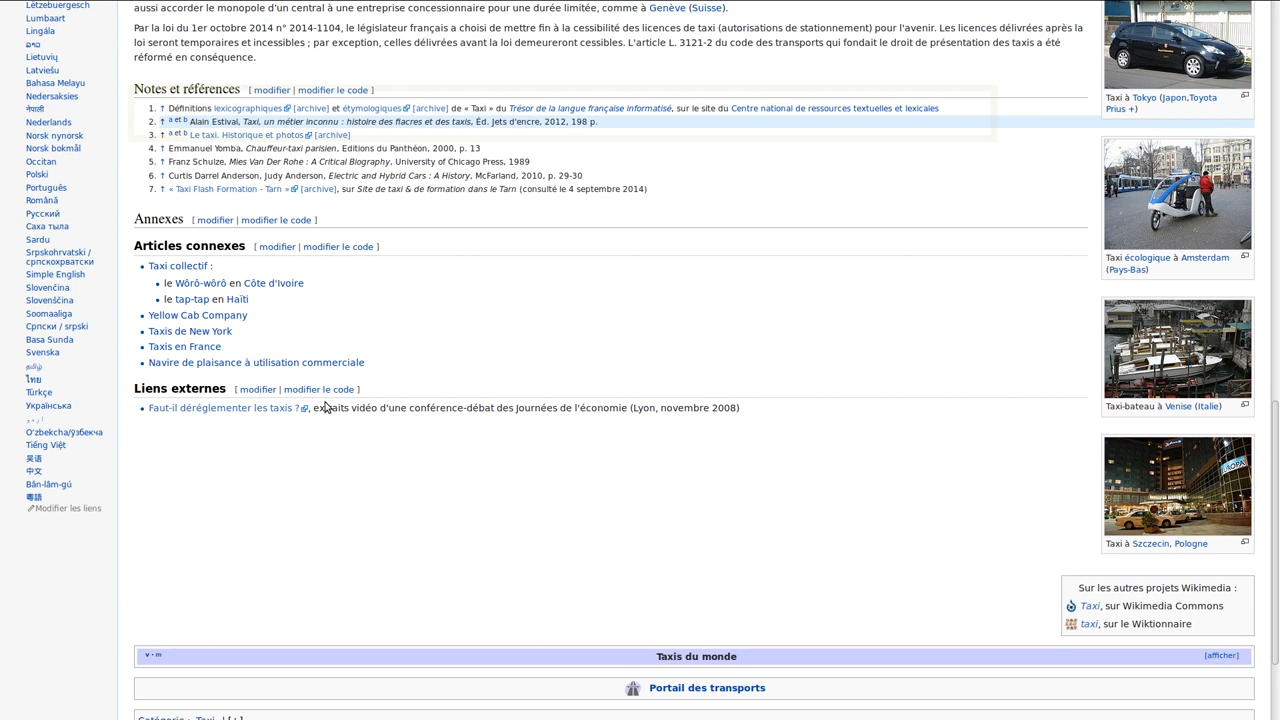 Lëtzebuergesch
Lumbaart
Lingála
ລາວ
Lietuvių
Latviešu
Bahasa Melayu
Nedersaksies
नेपाली
Nederlands
Norsk nynorsk
Norsk bokmål
Occitan
Polski
Português
Română
Русский
Саха тыла
Sardu
Srpskohrvatski /
српскохрватски
Simple English
Slovenčina
Slovenščina
Soomaaliga
Српски / srpski
Basa Sunda
Svenska
தமிழ்
ไทย
Türkçe
Українська
اردو
Oʻzbekcha/ўзбекча
Tiếng Việt
吴语
中文
Bân-lâm-gú
粵語
Modifier les liens
aussi accorder le monopole d'un central à une entreprise concessionnaire pour une durée limitée, comme à Genève (Suisse).
Par la loi du 1er octobre 2014 n° 2014-1104, le législateur français a choisi de mettre fin à la cessibilité des licences de taxi (autorisations de stationnement) pour l'avenir. Les licences délivrées après la
loi seront temporaires et incessibles ; par exception, celles délivrées avant la loi demeureront cessibles. L'article L. 3121-2 du code des transports qui fondait le droit de présentation des taxis a été
réformé en conséquence.
Notes et références [ modifier | modifier le code ]
1. ↑ Définitions lexicographiques [archive] et étymologiques [archive] de « Taxi » du Trésor de la langue française informatisé, sur le site du Centre national de ressources textuelles et lexicales
2. ↑ a et b Alain Estival, Taxi, un métier inconnu : histoire des fiacres et des taxis, Éd. Jets d'encre, 2012, 198 p.
3. ↑ a et b Le taxi. Historique et photos [archive]
4. ↑ Emmanuel Yomba, Chauffeur-taxi parisien, Editions du Panthéon, 2000, p. 13
5. ↑ Franz Schulze, Mies Van Der Rohe : A Critical Biography, University of Chicago Press, 1989
6. ↑ Curtis Darrel Anderson, Judy Anderson, Electric and Hybrid Cars : A History, McFarland, 2010, p. 29-30
7. ↑ « Taxi Flash Formation - Tarn » [archive], sur Site de taxi & de formation dans le Tarn (consulté le 4 septembre 2014)
Annexes [ modifier | modifier le code ]
Articles connexes [ modifier | modifier le code ]
• Taxi collectif :
• le Wôrô-wôrô en Côte d'Ivoire
• le tap-tap en Haïti
• Yellow Cab Company
• Taxis de New York
• Taxis en France
• Navire de plaisance à utilisation commerciale
Liens externes [ modifier | modifier le code ]
• Faut-il déréglementer les taxis ?, extraits vidéo d'une conférence-débat des Journées de l'économie (Lyon, novembre 2008)
Taxi à Tokyo (Japon,Toyota
Prius +)
Taxi écologique à Amsterdam
(Pays-Bas)
Taxi-bateau à Venise (Italie)
EUROPA
Taxi à Szczecin, Pologne
Sur les autres projets Wikimedia :
Taxi, sur Wikimedia Commons
taxi, sur le Wiktionnaire
v · m Taxis du monde [afficher]
Portail des transports
Catégorie : Taxi | [+]